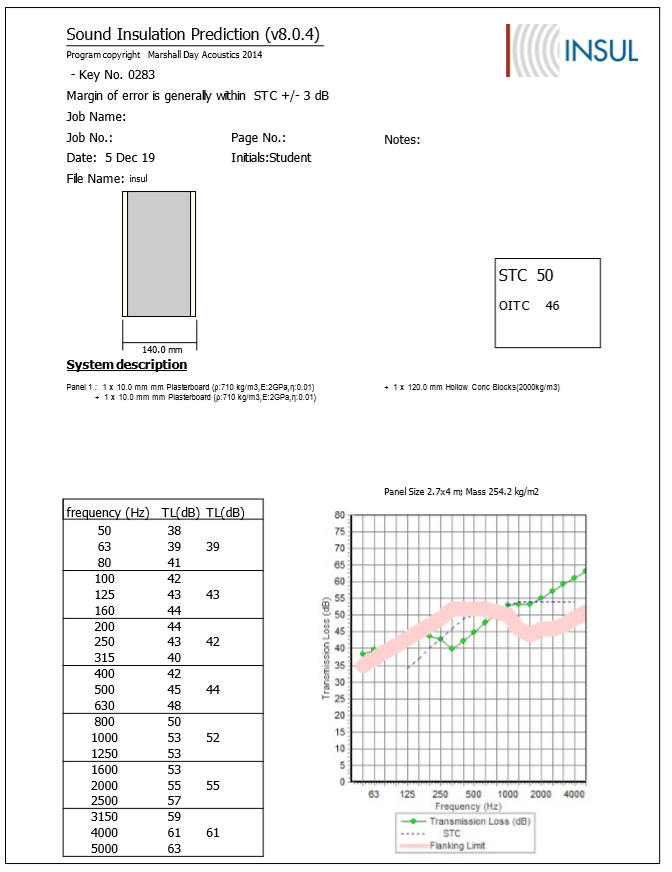 Sound Insulation Prediction (v8.0.4)
INSUL
Program copyright Marshall Day Acoustics 2014
- Key No. 0283
Margin of error is generally within STC +/- 3 dB
Job Name:
Job No.: Page No.: Notes:
Date: 5 Dec 19 Initials:Student
File Name: insul
STC 50
OITC 46
140.0 mm
System description
Panel 1 : 1 x 10.0 mm mm Plasterboard (ρ:710 kg/m3,E:2GPa,η:0.01) + 1 x 120.0 mm Hollow Conc Blocks(2000kg/m3)
+ 1 x 10.0 mm mm Plasterboard (ρ:710 kg/m3,E:2GPa,η:0.01)
frequency (Hz) TL(dB) TL(dB)
50 38
63 39 39
80 41
100 42
125 43 43
160 44
200 44
250 43 42
315 40
400 42
500 45 44
630 48
800 50
1000 53 52
1250 53
1600 53
2000 55 55
2500 57
3150 59
4000 61 61
5000 63
Panel Size 2.7x4 m; Mass 254.2 kg/m2
80
75
70
65
60
55
50
45
40
35
30
25
20
15
10
5
0
Transmission Loss (dB)
63 125 250 500 1000 2000 4000
Frequency (Hz)
Transmission Loss (dB)
STC
Flanking Limit